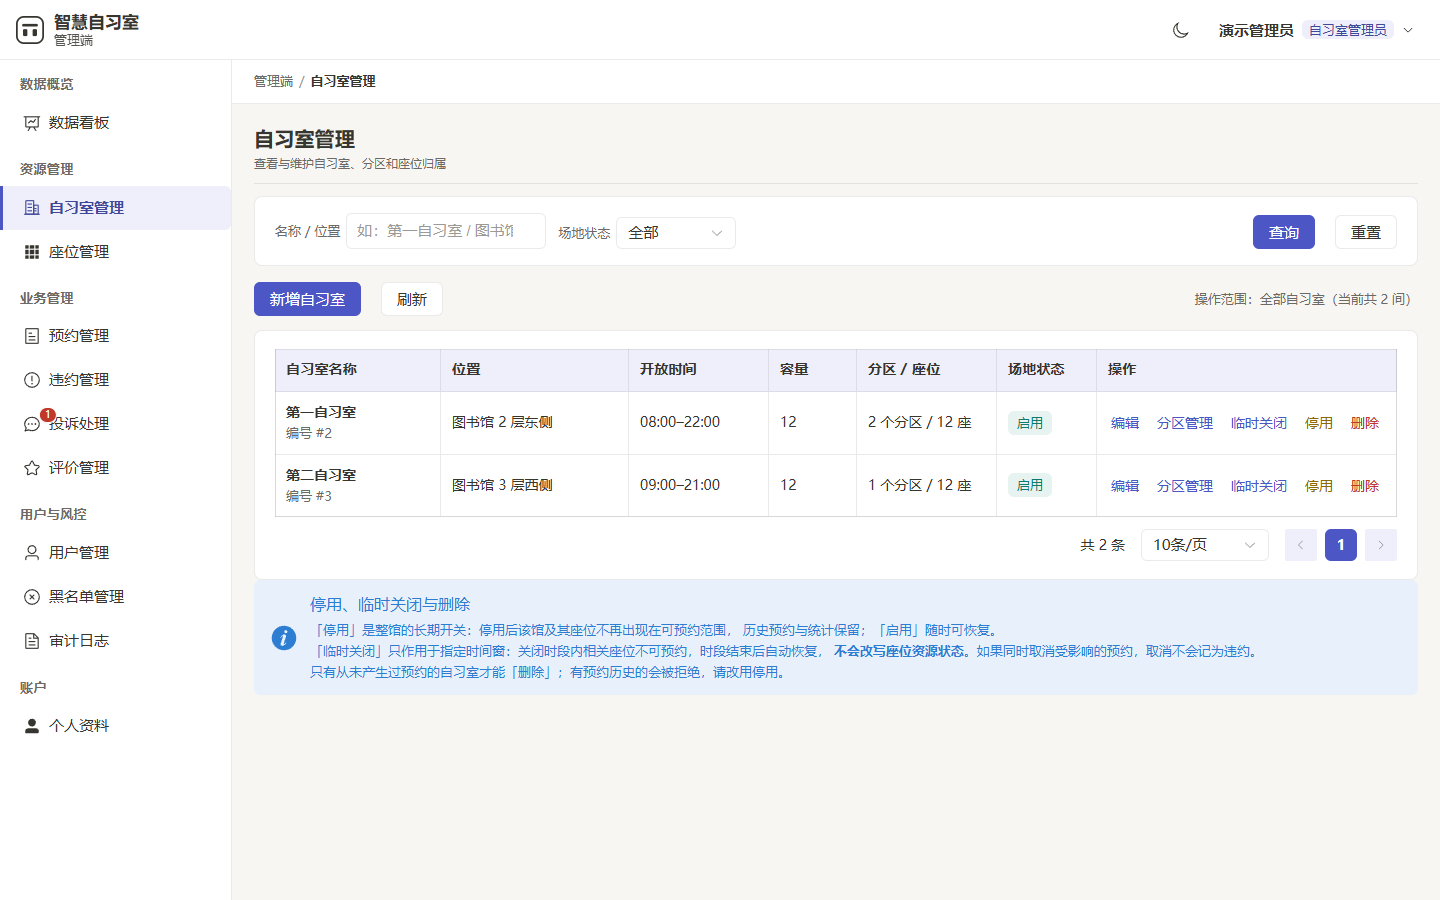 智慧自习室
管理端
演示管理员 自习室管理员
数据概览
数据看板
资源管理
自习室管理
座位管理
业务管理
预约管理
违约管理
1
投诉处理
评价管理
用户与风控
用户管理
黑名单管理
审计日志
账户
个人资料
管理端 / 自习室管理
自习室管理
查看与维护自习室、分区和座位归属
名称 / 位置 如：第一自习室 / 图书馆 场地状态 全部 查询 重置
新增自习室 刷新 操作范围：全部自习室（当前共 2 间）
自习室名称 位置 开放时间 容量 分区 / 座位 场地状态 操作
第一自习室
编号 #2
图书馆 2 层东侧 08:00–22:00 12 2 个分区 / 12 座 启用 编辑 分区管理 临时关闭 停用 删除
第二自习室
编号 #3
图书馆 3 层西侧 09:00–21:00 12 1 个分区 / 12 座 启用 编辑 分区管理 临时关闭 停用 删除
共 2 条 10条/页 1
停用、临时关闭与删除
「停用」是整馆的长期开关：停用后该馆及其座位不再出现在可预约范围， 历史预约与统计保留；「启用」随时可恢复。
「临时关闭」只作用于指定时间窗：关闭时段内相关座位不可预约，时段结束后自动恢复， 不会改写座位资源状态。如果同时取消受影响的预约，取消不会记为违约。
只有从未产生过预约的自习室才能「删除」；有预约历史的会被拒绝，请改用停用。